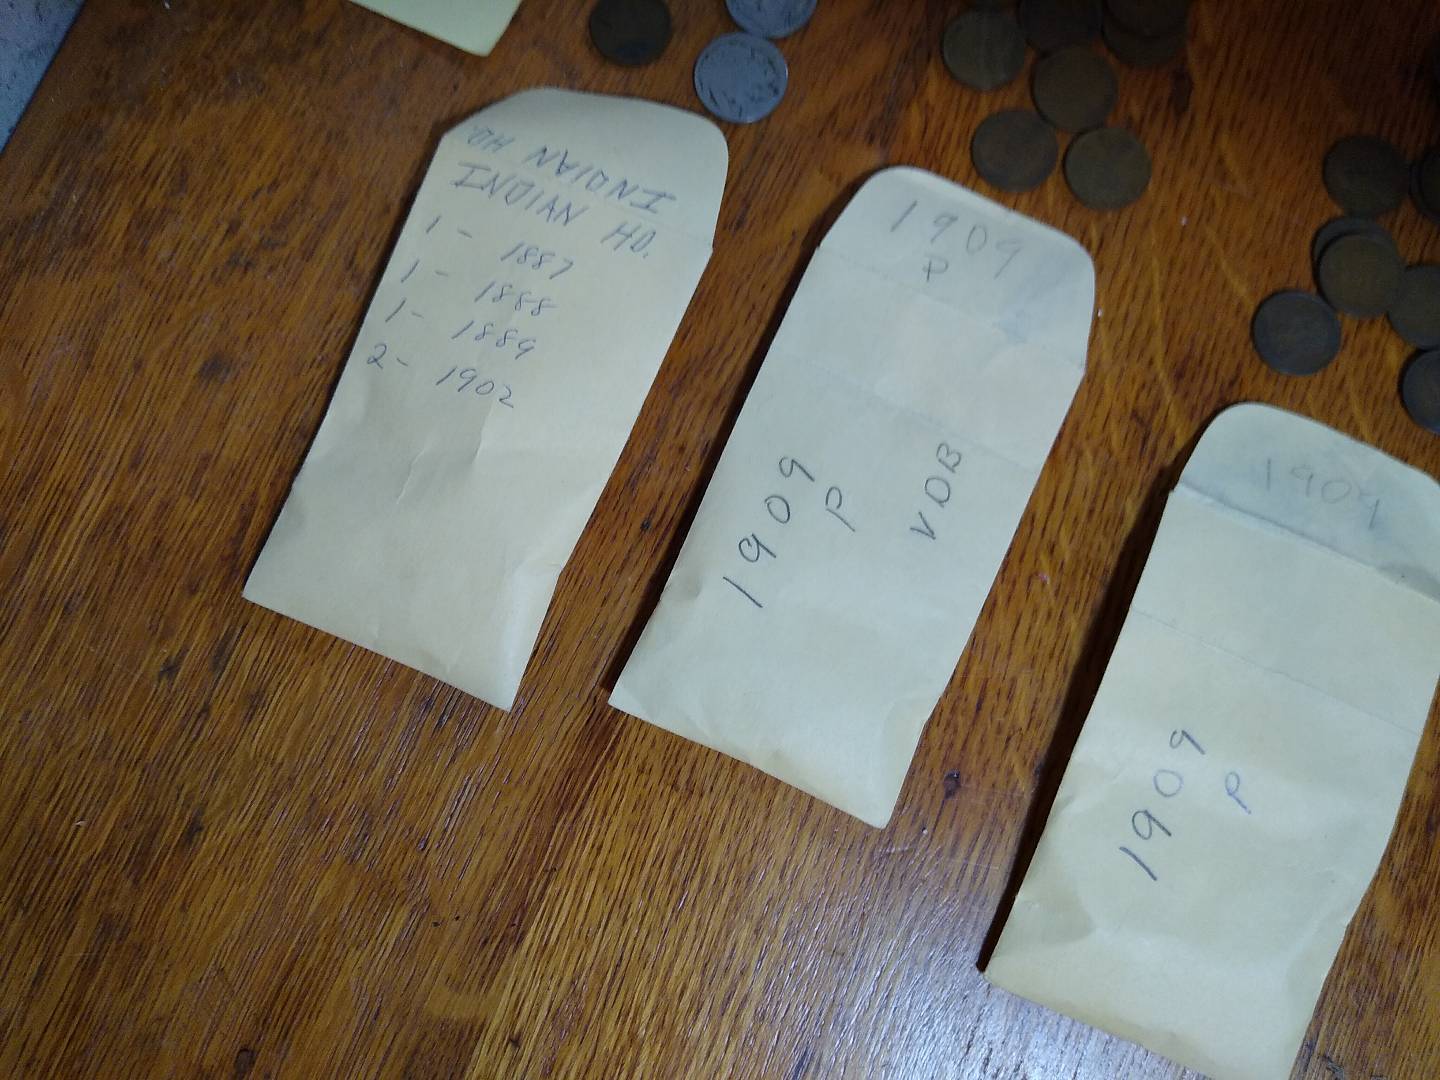 INDIAN HD.
INDIAN HD.
1 - 1887
1 - 1888
1 - 1889
2 - 1902
1909
P
1909
P
VDB
1909
1909
P